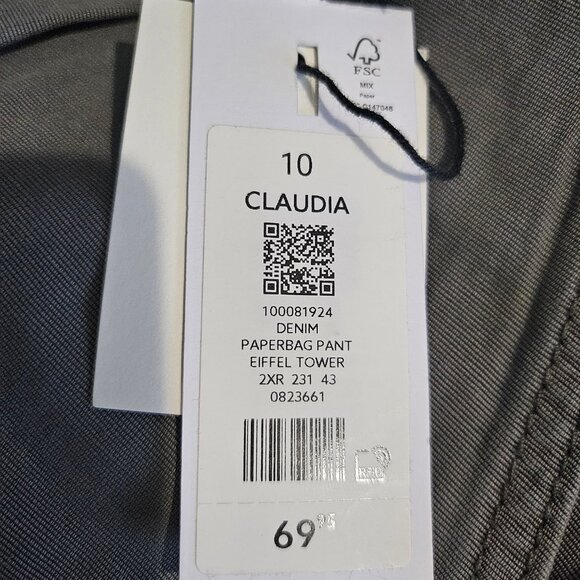 FSC
MIX
Paper
10
CLAUDIA
100081924
DENIM
PAPERBAG PANT
EIFFEL TOWER
2XR 231 43
0823661
69